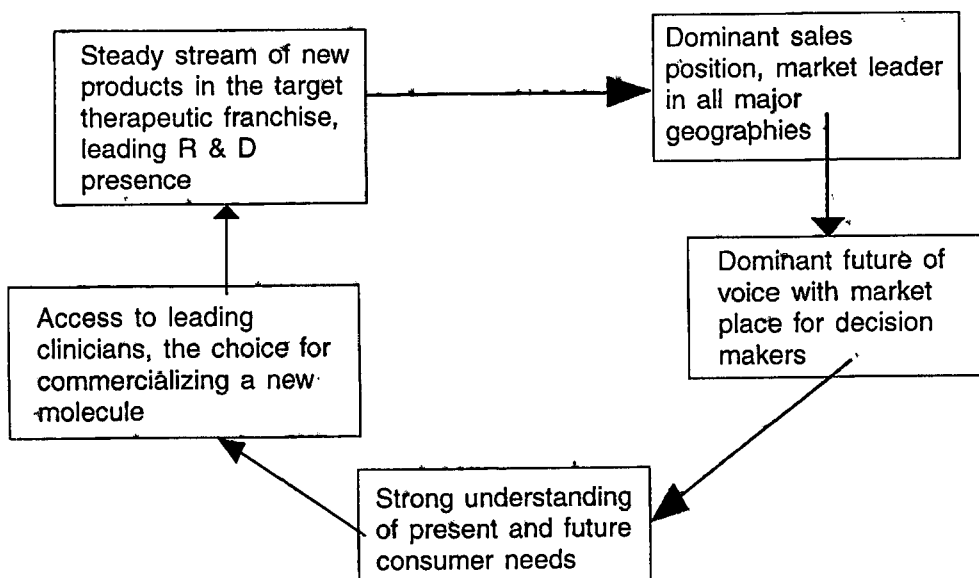 Steady stream of new
products in the target
therapeutic franchise,
leading R & D
presence
Dominant sales
position, market leader
in all major
geographies
Dominant future of
voice with market
place for decision
makers
Strong understanding
of present and future
consumer needs
Access to leading
clinicians, the choice for
commercializing a new
molecule